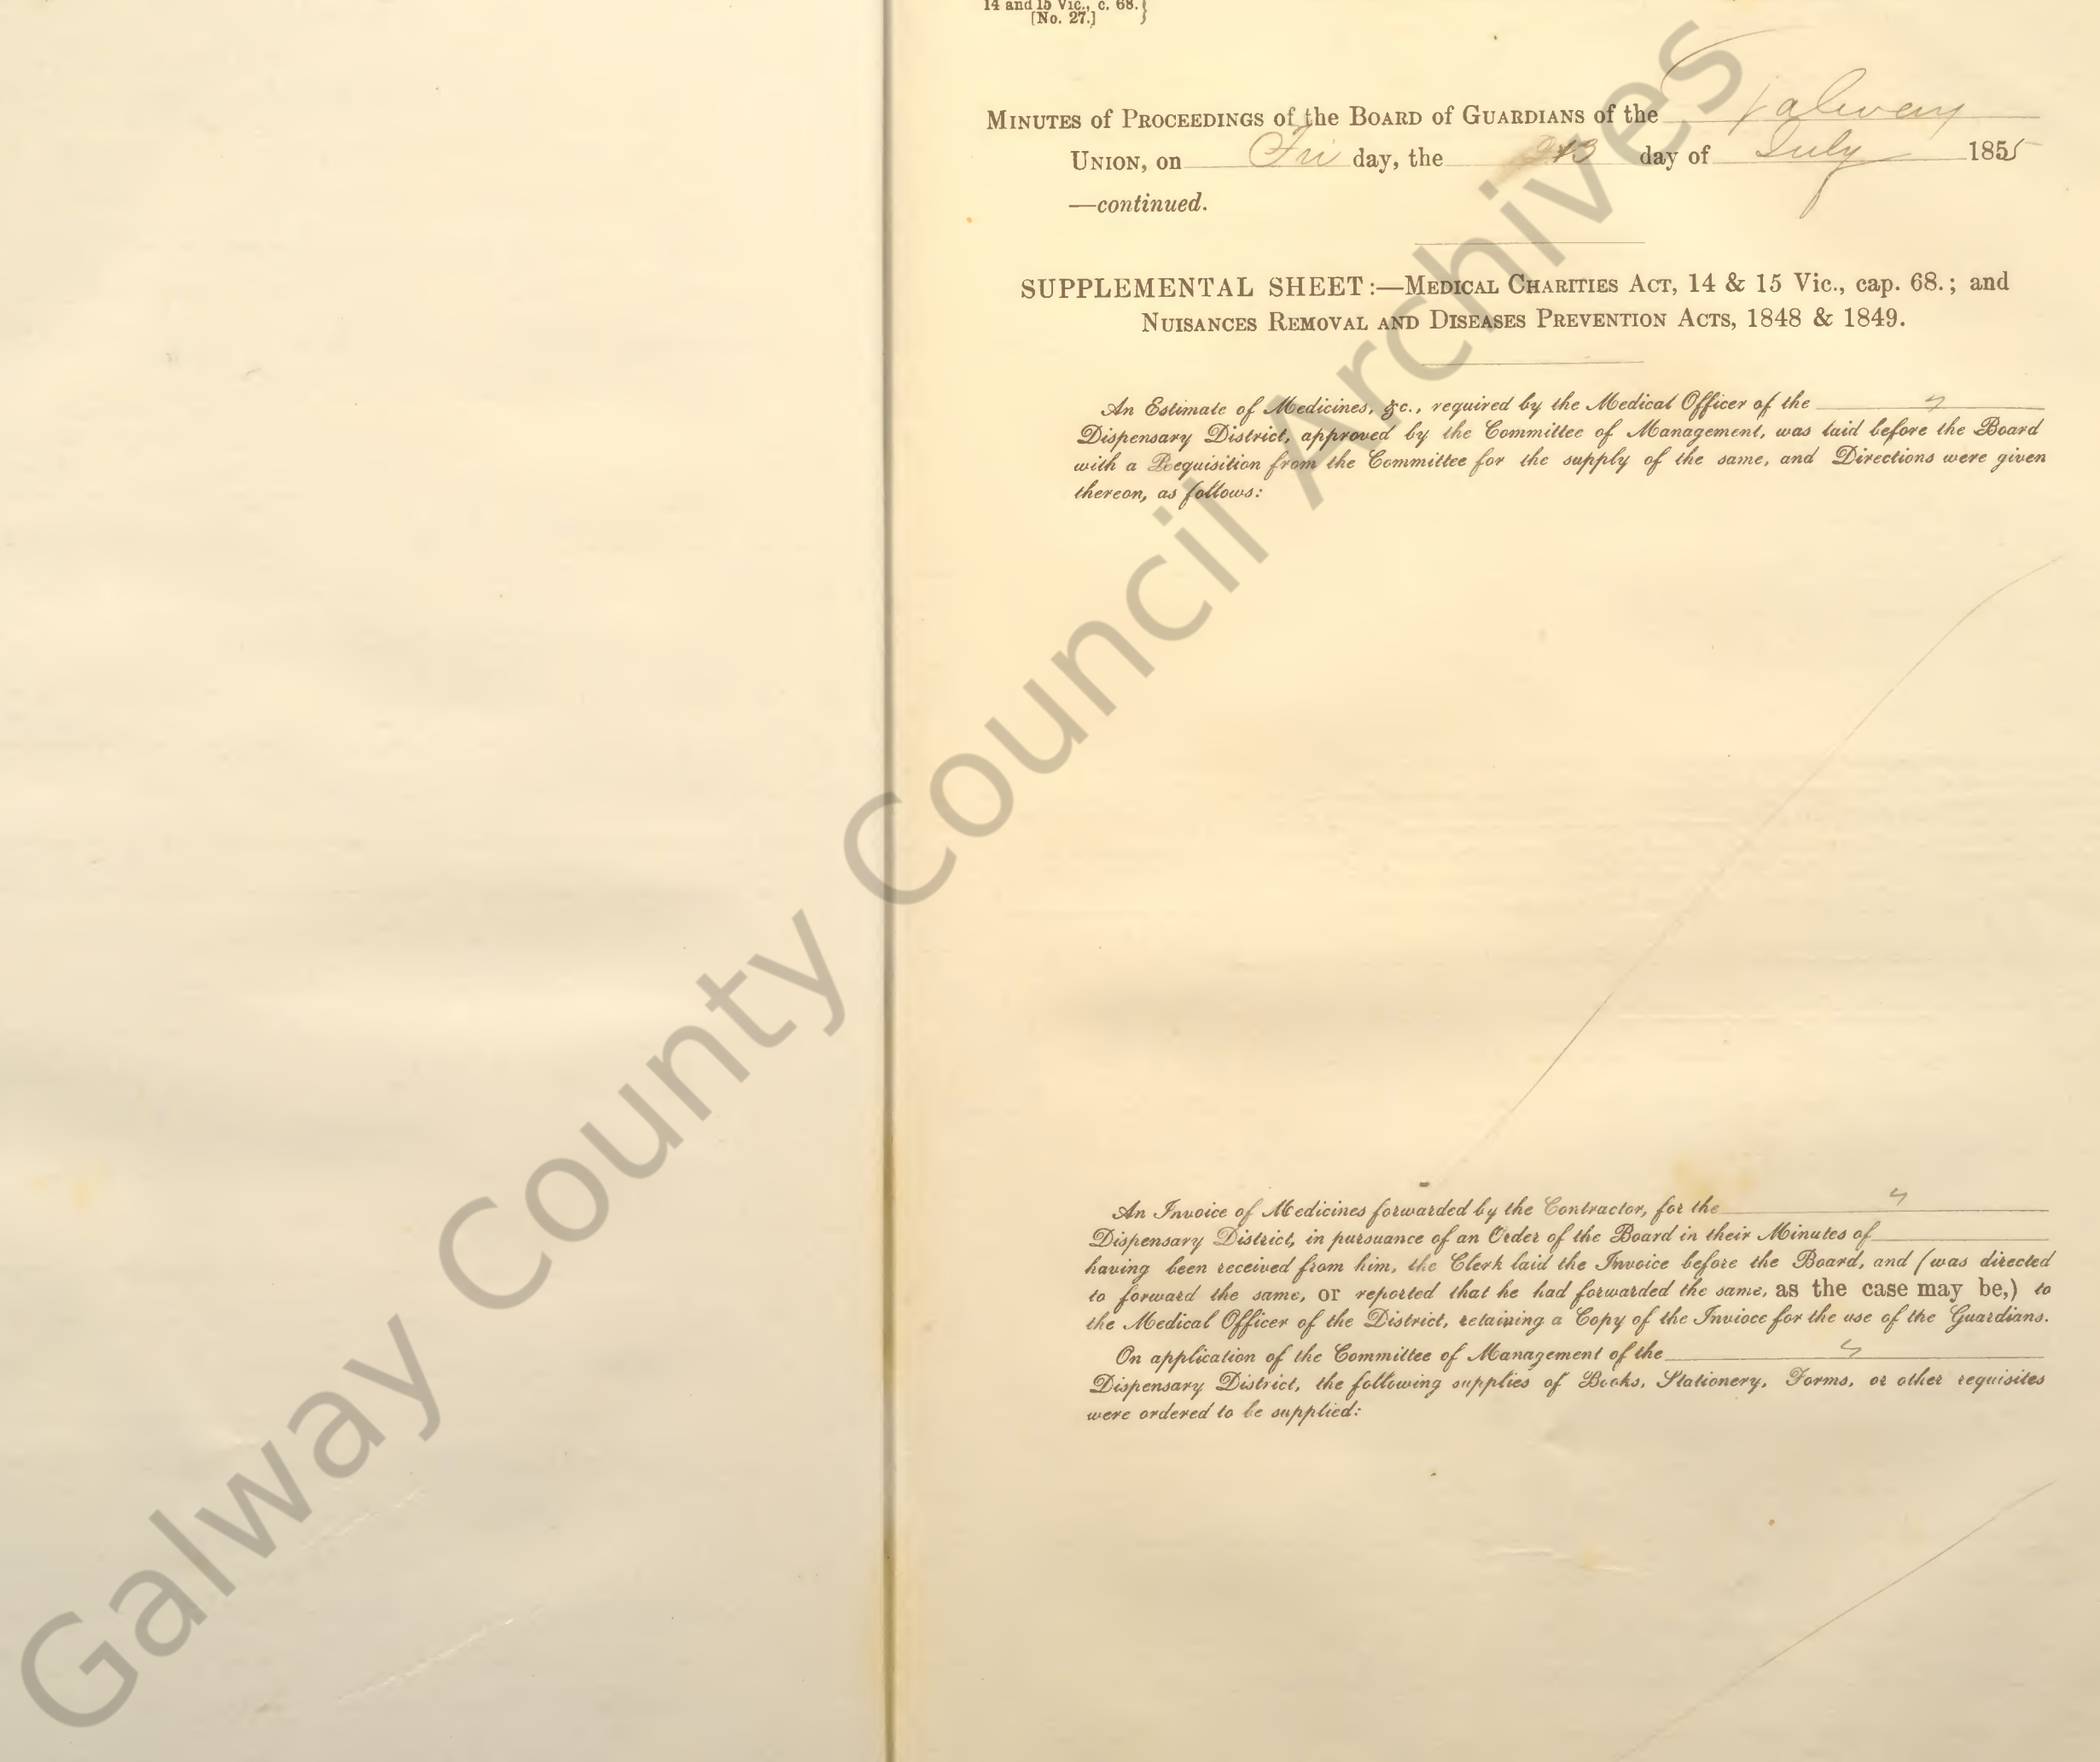 14 and 15 Vic., c. 68.}
[No. 27.]
MINUTES of PROCEEDINGS of the BOARD of GUARDIANS of the Galway
UNION, on Fri day, the 13 day of July 1855
—continued.
SUPPLEMENTAL SHEET:—MEDICAL CHARITIES ACT, 14 & 15 Vic., cap. 68.; and
NUISANCES REMOVAL AND DISEASES PREVENTION ACTS, 1848 & 1849.
An Estimate of Medicines, &c., required by the Medical Officer of the
Dispensary District, approved by the Committee of Management, was laid before the Board
with a Requisition from the Committee for the supply of the same, and Directions were given
thereon, as follows:
An Invoice of Medicines forwarded by the Contractor, for the
Dispensary District, in pursuance of an Order of the Board in their Minutes of
having been received from him, the Clerk laid the Invoice before the Board, and (was directed
to forward the same, or reported that he had forwarded the same, as the case may be,) to
the Medical Officer of the District, retaining a Copy of the Invioce for the use of the Guardians.
On application of the Committee of Management of the
Dispensary District, the following supplies of Books, Stationery, Forms, or other requisites
were ordered to be supplied:
Galway County Council Archives